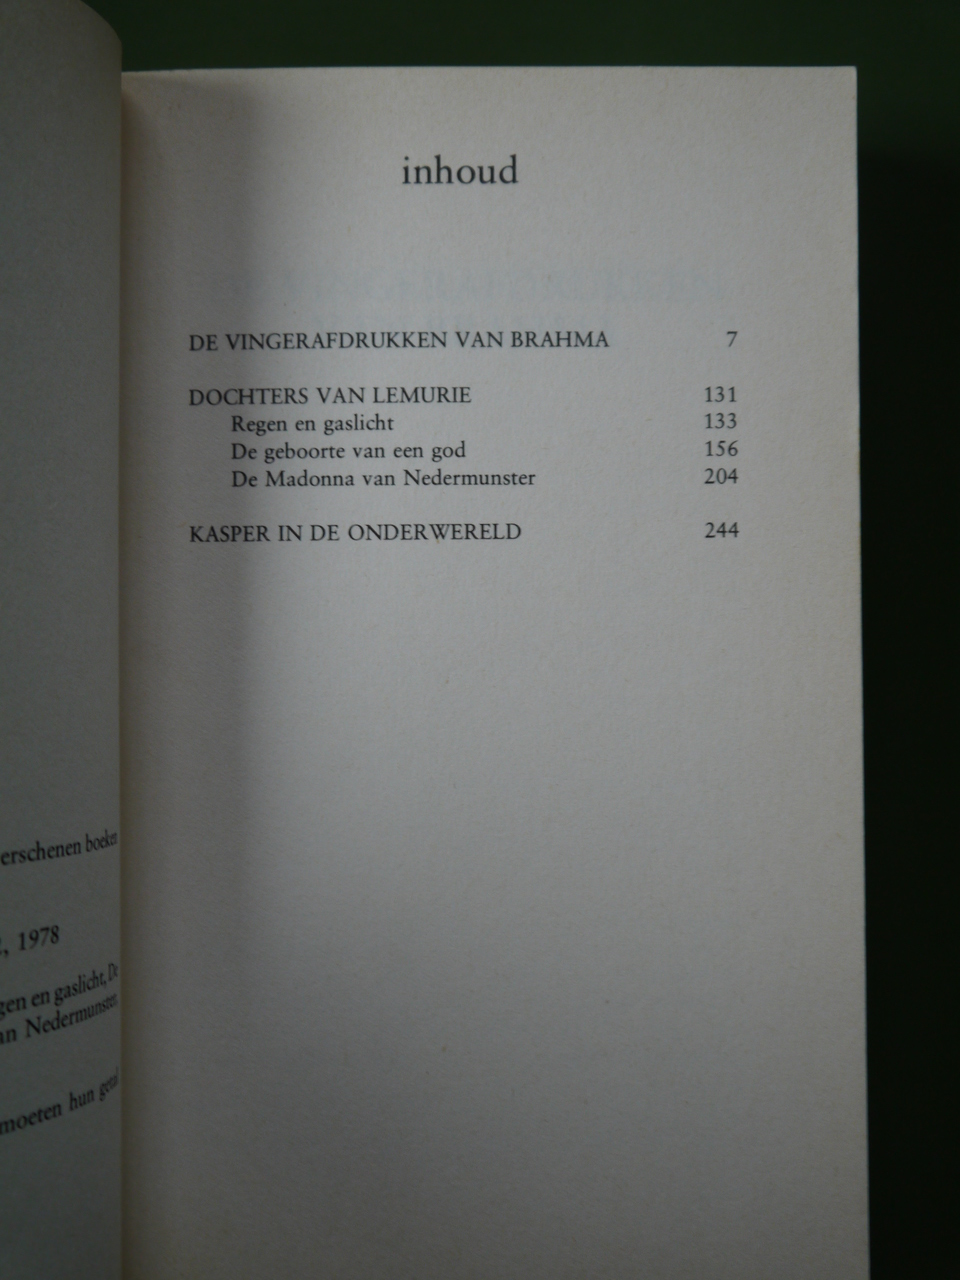 erschenen boeken
, 1978
gen en gaslicht, De
an Nedermunster
moeten hun getal
inhoud
DE VINGERAFDRUKKEN VAN BRAHMA 7
DOCHTERS VAN LEMURIE 131
Regen en gaslicht 133
De geboorte van een god 156
De Madonna van Nedermunster 204
KASPER IN DE ONDERWERELD 244